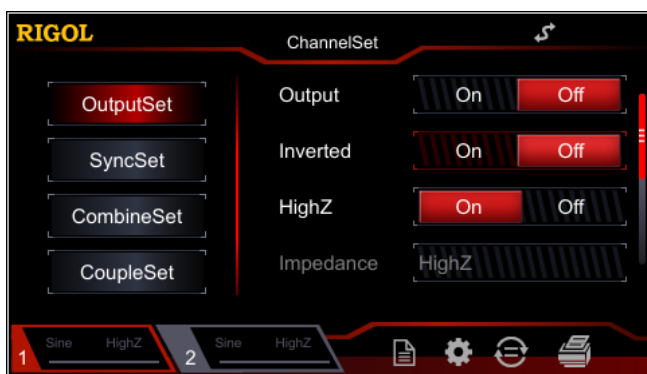 RIGOL
ChannelSet
OutputSet
SyncSet
CombineSet
CoupleSet
Output On Off
Inverted On Off
HighZ On Off
Impedance HighZ
1 Sine HighZ
2 Sine HighZ